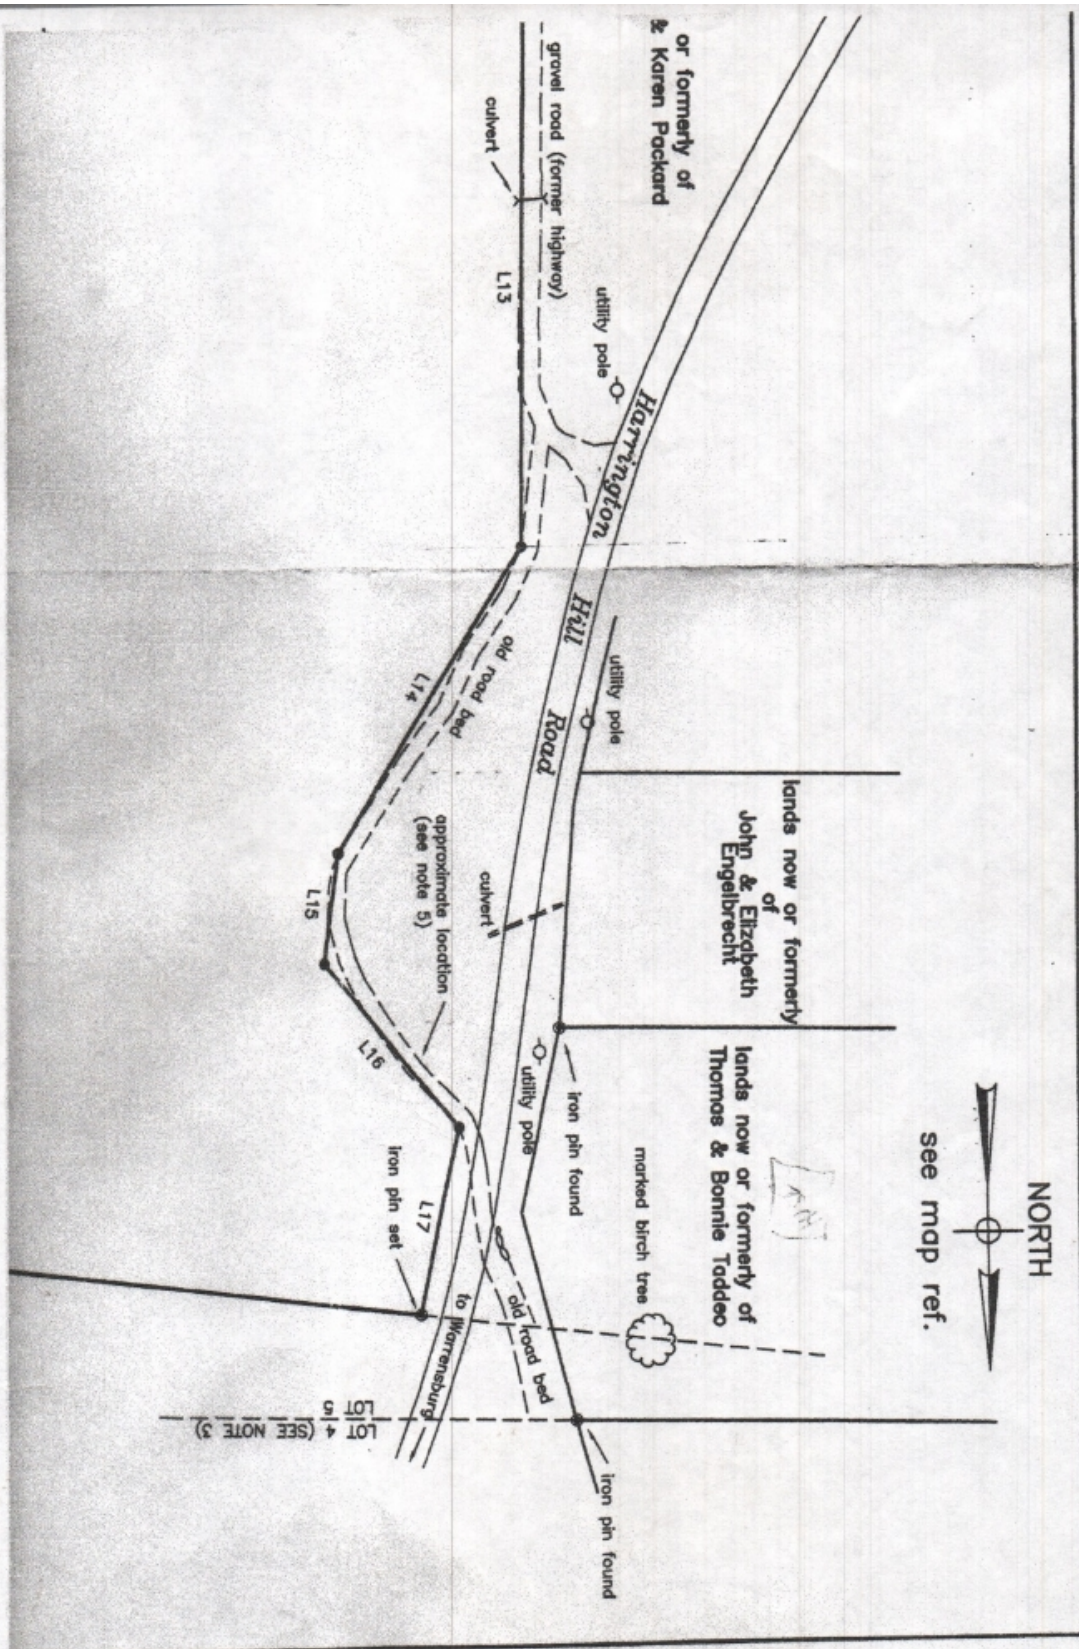 NORTH
see map ref.
or formerly of
& Karen Packard
lands now or formerly
of
John & Elizabeth
Engelbrecht
lands now or formerly of
Thomas & Bonnie Taddeo
marked birch tree
utility pole
utility pole
iron pin found
iron pin found
utility pole
gravel road (former highway)
culvert
L13
Harrington Hill Road
old road bed
L14
culvert
approximate location
(see note 5)
L15
L16
L17
iron pin set
old road bed
to Warrensburg
LOT 5
LOT 4 (SEE NOTE 3)